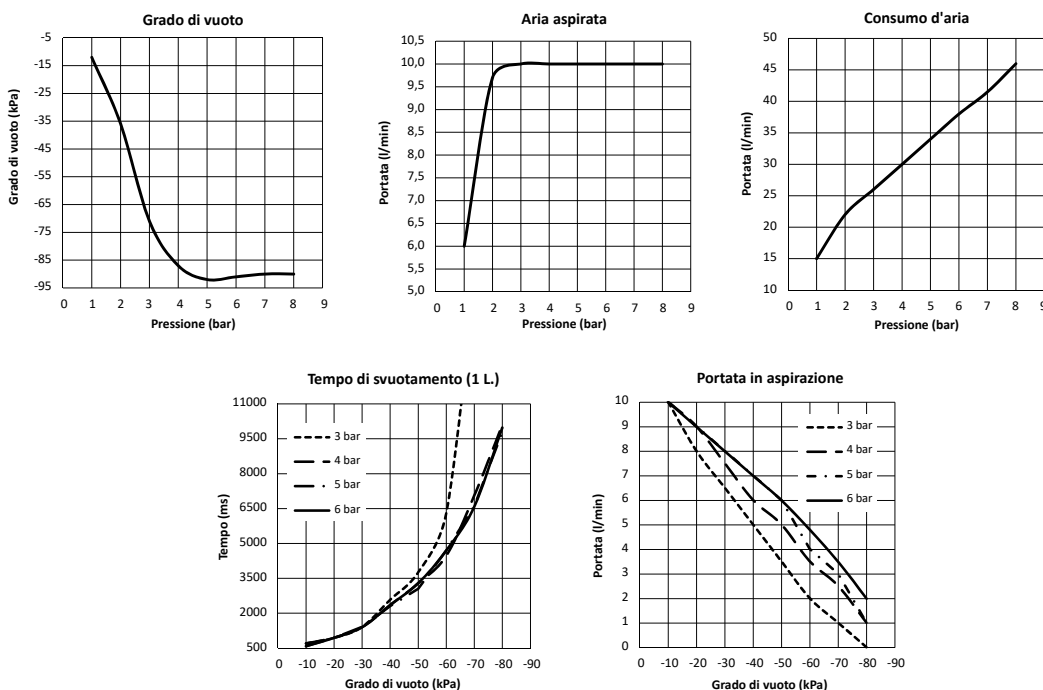 Grado di vuoto
-5
-15
-25
-35
-45
-55
-65
-75
-85
-95
0 1 2 3 4 5 6 7 8 9
Grado di vuoto (kPa)
Pressione (bar)
Aria aspirata
10,5
10,0
9,5
9,0
8,5
8,0
7,5
7,0
6,5
6,0
5,5
5,0
0 1 2 3 4 5 6 7 8 9
Portata (l/min)
Pressione (bar)
Consumo d'aria
50
45
40
35
30
25
20
15
10
0 1 2 3 4 5 6 7 8 9
Portata (l/min)
Pressione (bar)
Tempo di svuotamento (1 L.)
11000
9500
8000
6500
5000
3500
2000
500
3 bar
4 bar
5 bar
6 bar
0 -10 -20 -30 -40 -50 -60 -70 -80 -90
Tempo (ms)
Grado di vuoto (kPa)
Portata in aspirazione
10
9
8
7
6
5
4
3
2
1
0
3 bar
4 bar
5 bar
6 bar
0 -10 -20 -30 -40 -50 -60 -70 -80 -90
Portata (l/min)
Grado di vuoto (kPa)